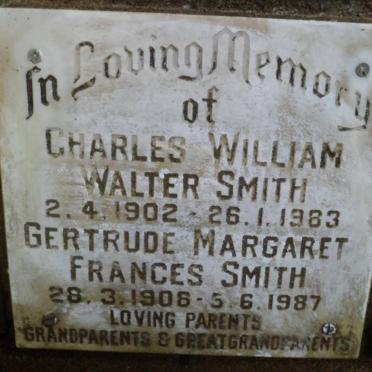 In Loving Memory
of
CHARLES WILLIAM
WALTER SMITH
2.4.1902 - 26.1.1983
GERTRUDE MARGARET
FRANCES SMITH
28.3.1906 - 5.6.1987
LOVING PARENTS
GRANDPARENTS & GREATGRANDPARENTS